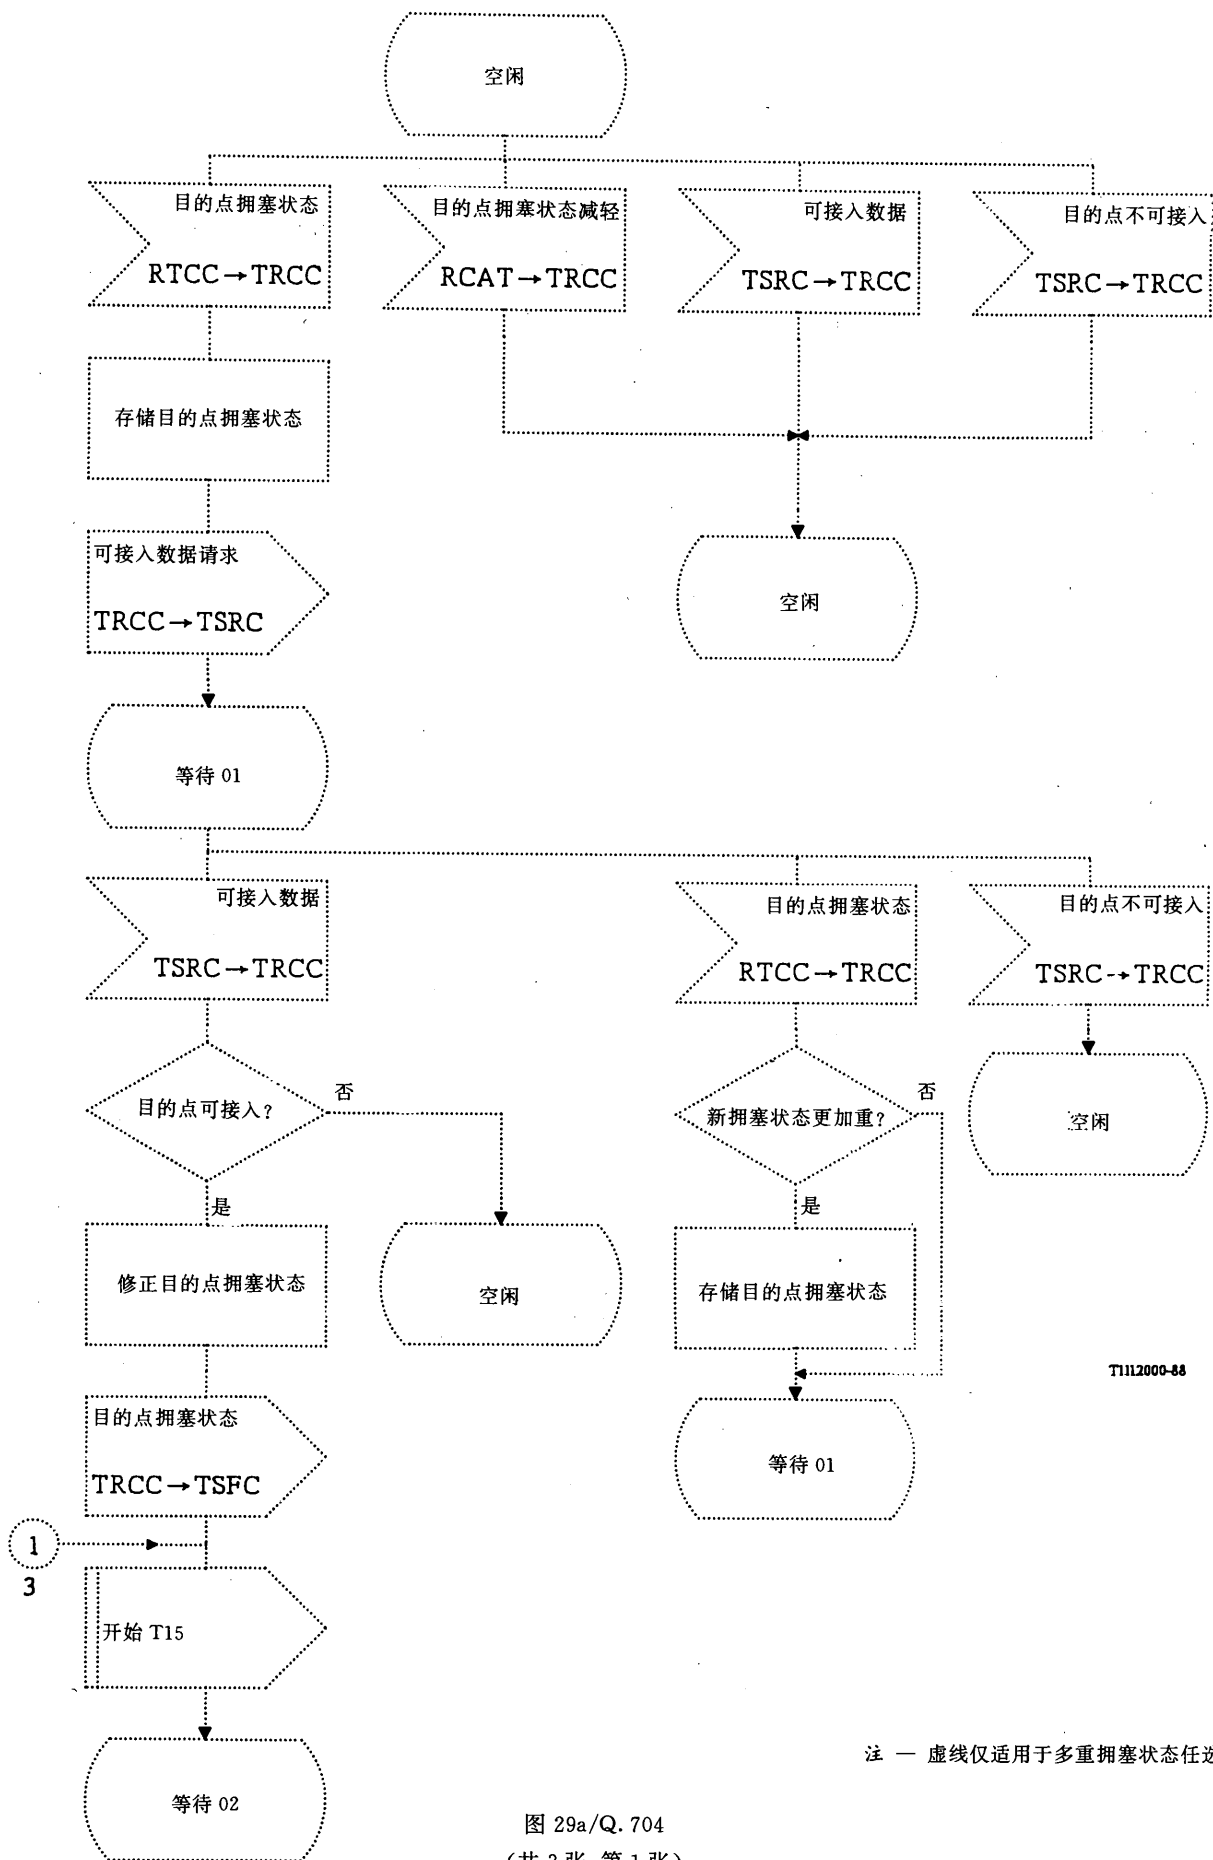 空闲
目的点拥塞状态
RTCC→TRCC
目的点拥塞状态减轻
RCAT→TRCC
可接入数据
TSRC→TRCC
目的点不可接入
TSRC→TRCC
存储目的点拥塞状态
可接入数据请求
TRCC→TSRC
空闲
等待 01
可接入数据
TSRC→TRCC
目的点拥塞状态
RTCC→TRCC
目的点不可接入
TSRC→TRCC
目的点可接入?
否
新拥塞状态更加重?
否
空闲
是
是
修正目的点拥塞状态
空闲
存储目的点拥塞状态
T1112000-88
目的点拥塞状态
TRCC→TSFC
等待 01
1
3
开始 T15
注 — 虚线仅适用于多重拥塞状态任选
等待 02
图 29a/Q.704
(共 3 张,第 1 张)